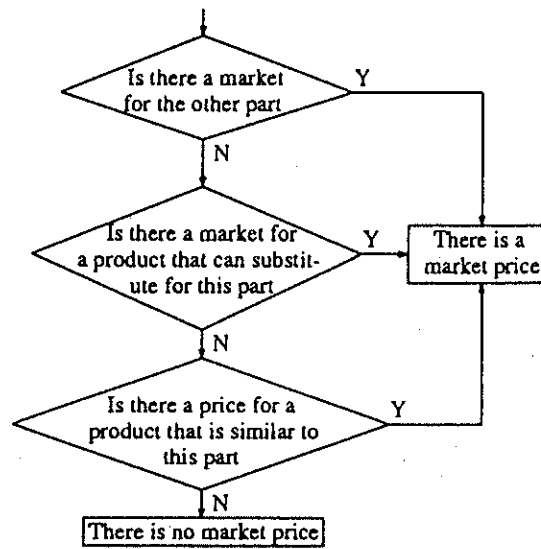 Is there a market
for the other part
Y
N
Is there a market for
a product that can substit-
ute for this part
Y
There is a
market price
N
Is there a price for a
product that is similar to
this part
Y
N
There is no market price